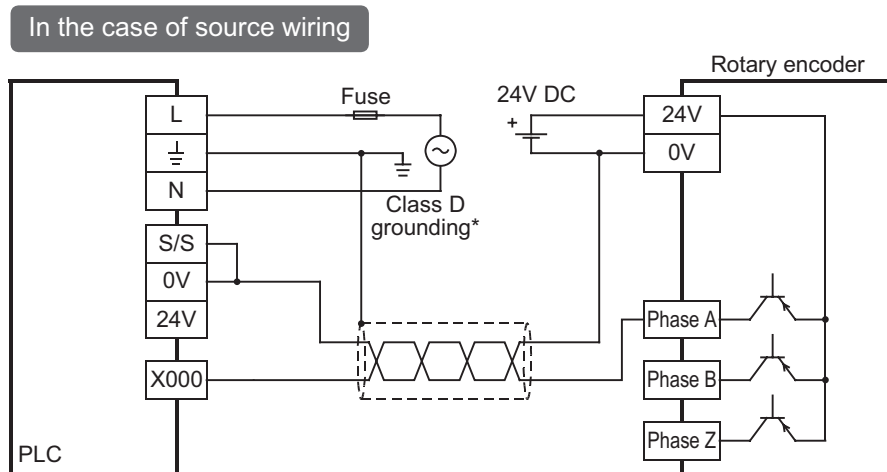 In the case of source wiring
Rotary encoder
Fuse
24V DC
+
L
N
S/S
0V
24V
X000
PLC
Class D
grounding*
24V
0V
Phase A
Phase B
Phase Z